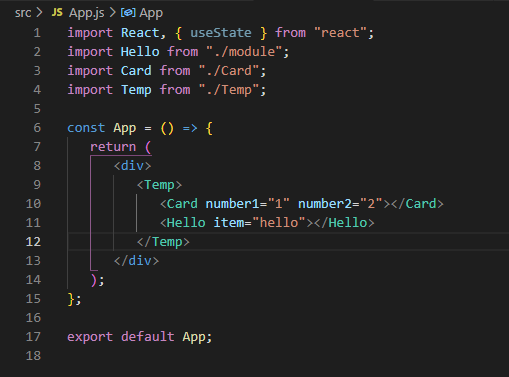 src > JS App.js > App
1 import React, { useState } from "react";
2 import Hello from "./module";
3 import Card from "./Card";
4 import Temp from "./Temp";
5
6 const App = () => {
7   return (
8     <div>
9       <Temp>
10         <Card number1="1" number2="2"></Card>
11         <Hello item="hello"></Hello>
12       </Temp>
13     </div>
14   );
15 };
16
17 export default App;
18